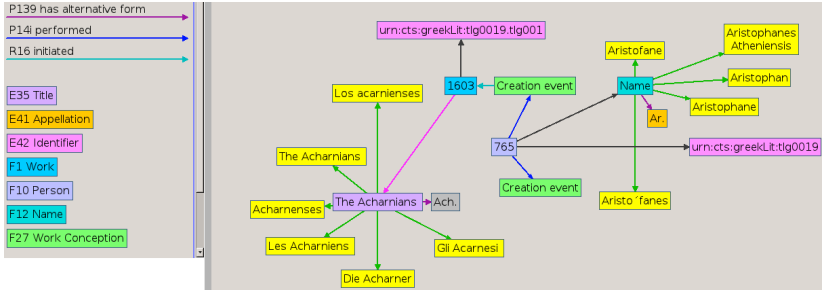 P139 has alternative form
P14i performed
R16 initiated
E35 Title
E41 Appellation
E42 Identifier
F1 Work
F10 Person
F12 Name
F27 Work Conception
urn:cts:greekLit:tlg0019.tlg001
1603
Creation event
Los acarnienses
The Acharnians
Acharnenses
The Acharnians
Ach.
Les Acharniens
Gli Acarnesi
Die Acharner
Aristofane
Aristophanes
Atheniensis
Name
Aristophan
Aristophane
Ar.
765
urn:cts:greekLit:tlg0019
Creation event
Aristo´fanes